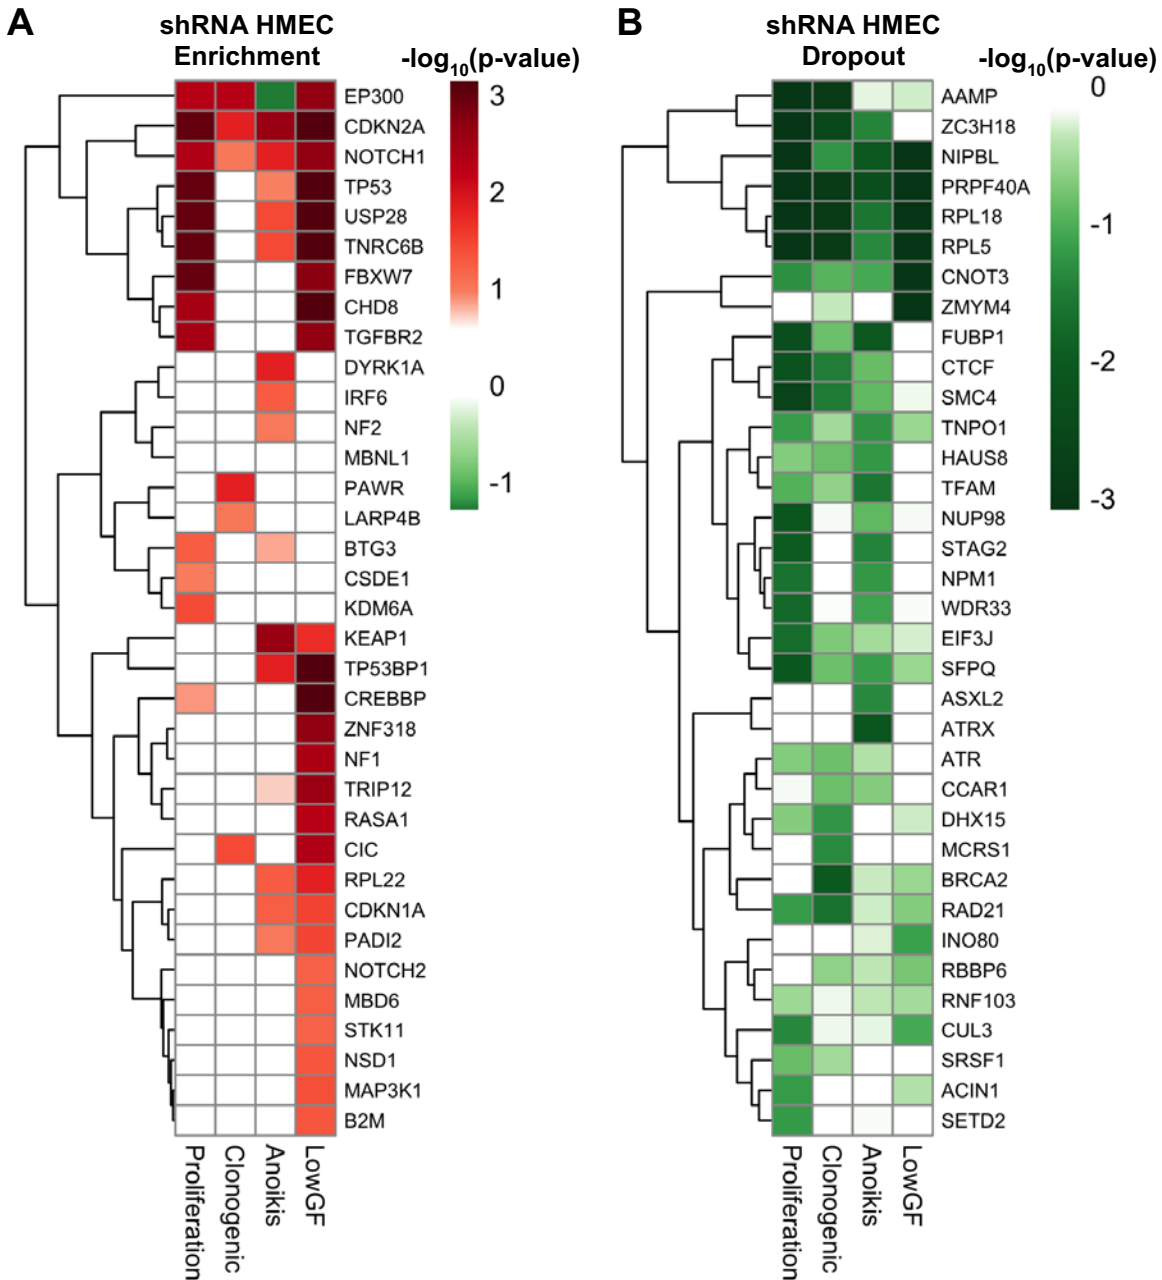 A
shRNA HMEC
Enrichment
-log10(p-value)
3
2
1
0
-1
EP300
CDKN2A
NOTCH1
TP53
USP28
TNRC6B
FBXW7
CHD8
TGFBR2
DYRK1A
IRF6
NF2
MBNL1
PAWR
LARP4B
BTG3
CSDE1
KDM6A
KEAP1
TP53BP1
CREBBP
ZNF318
NF1
TRIP12
RASA1
CIC
RPL22
CDKN1A
PADI2
NOTCH2
MBD6
STK11
NSD1
MAP3K1
B2M
Proliferation
Clonogenic
Anoikis
LowGF
B
shRNA HMEC
Dropout
-log10(p-value)
0
-1
-2
-3
AAMP
ZC3H18
NIPBL
PRPF40A
RPL18
RPL5
CNOT3
ZMYM4
FUBP1
CTCF
SMC4
TNPO1
HAUS8
TFAM
NUP98
STAG2
NPM1
WDR33
EIF3J
SFPQ
ASXL2
ATRX
ATR
CCAR1
DHX15
MCRS1
BRCA2
RAD21
INO80
RBBP6
RNF103
CUL3
SRSF1
ACIN1
SETD2
Proliferation
Clonogenic
Anoikis
LowGF